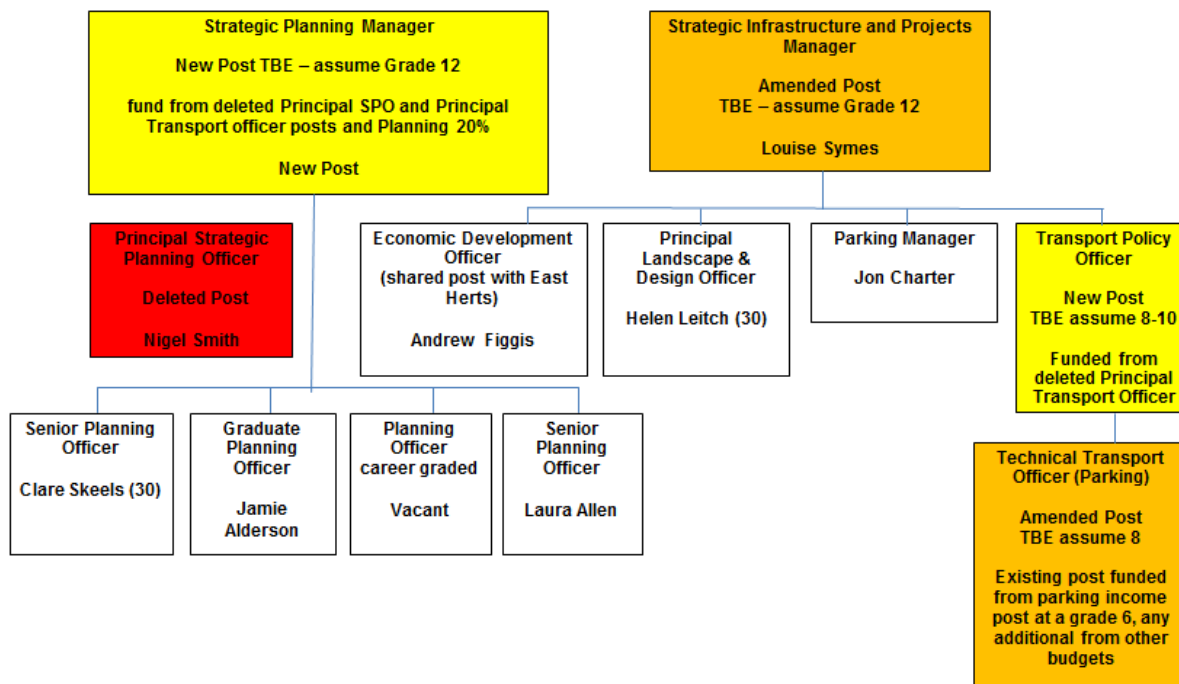 Strategic Planning Manager
New Post TBE – assume Grade 12
fund from deleted Principal SPO and Principal
Transport officer posts and Planning 20%
New Post
Strategic Infrastructure and Projects
Manager
Amended Post
TBE – assume Grade 12
Louise Symes
Principal Strategic
Planning Officer
Deleted Post
Nigel Smith
Economic Development
Officer
(shared post with East
Herts)
Andrew Figgis
Principal
Landscape &
Design Officer
Helen Leitch (30)
Parking Manager
Jon Charter
Transport Policy
Officer
New Post
TBE assume 8-10
Funded from
deleted Principal
Transport Officer
Senior Planning
Officer
Clare Skeels (30)
Graduate
Planning
Officer
Jamie
Alderson
Planning
Officer
career graded
Vacant
Senior
Planning
Officer
Laura Allen
Technical Transport
Officer (Parking)
Amended Post
TBE assume 8
Existing post funded
from parking income
post at a grade 6, any
additional from other
budgets